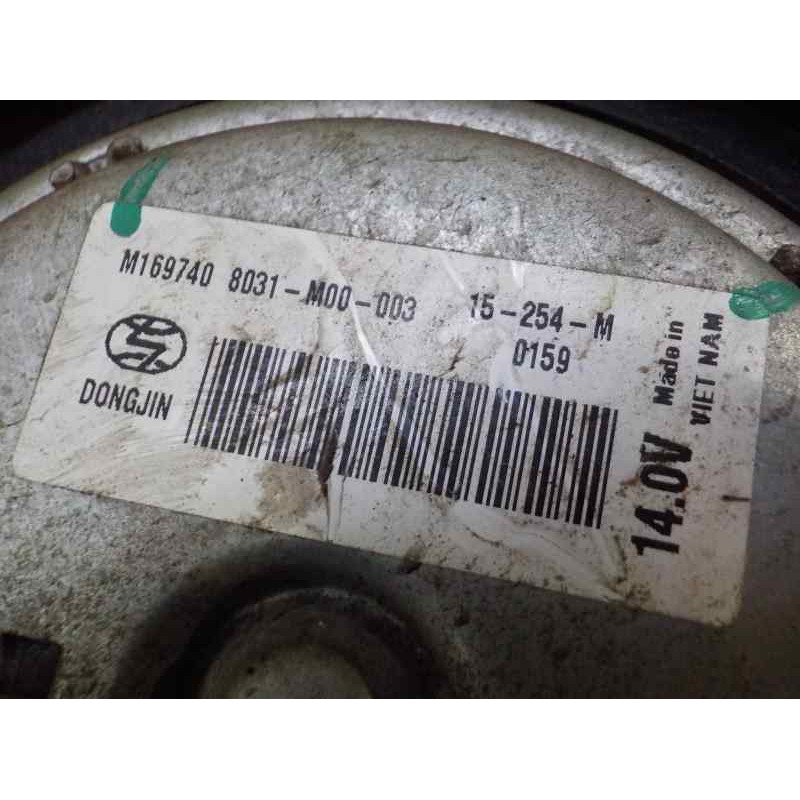 M169740 8031-M00-003 15-254-M
0159
DONGJIN
14.0V
Made in
VIET NAM